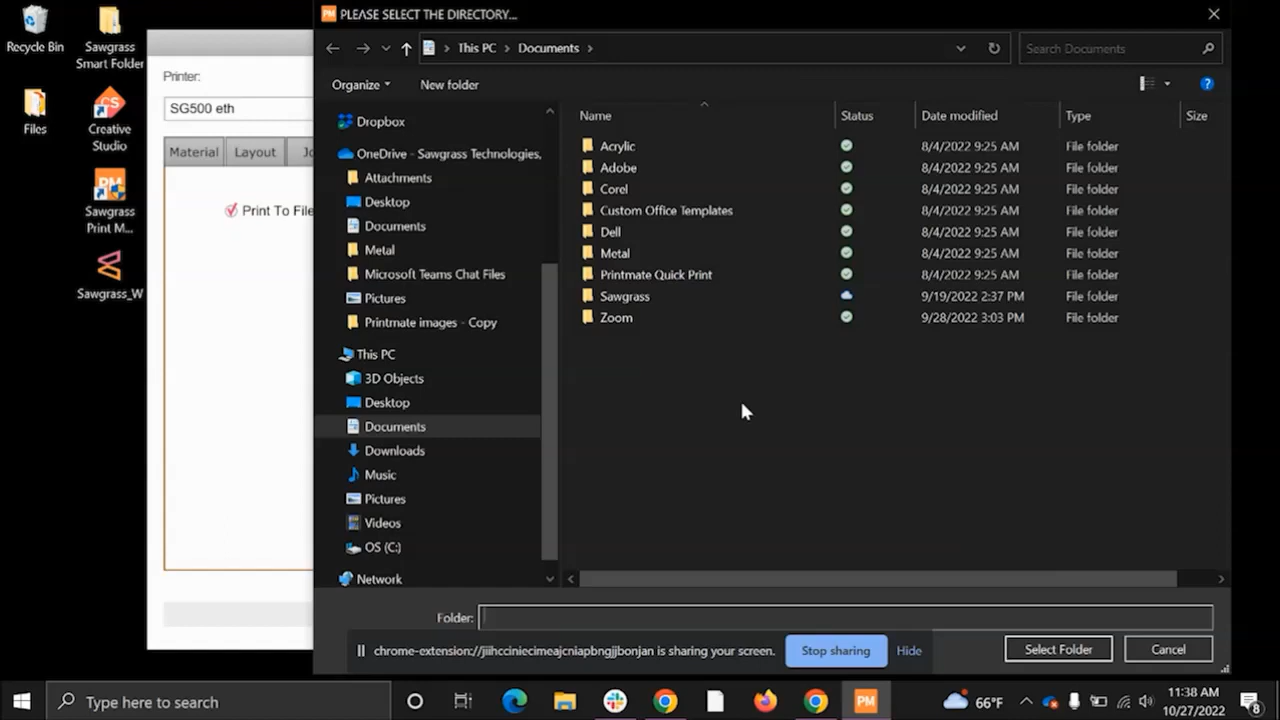 Recycle Bin
Sawgrass
Smart Folder
Files
Creative
Studio
Sawgrass
Print M...
Sawgrass_W
Printer:
SG500 eth
Material
Layout
Print To File
PLEASE SELECT THE DIRECTORY...
This PC > Documents >
Search Documents
Organize
New folder
Dropbox
OneDrive - Sawgrass Technologies,
Attachments
Desktop
Documents
Metal
Microsoft Teams Chat Files
Pictures
Printmate images - Copy
This PC
3D Objects
Desktop
Documents
Downloads
Music
Pictures
Videos
OS (C:)
Network
Name Status Date modified Type Size
Acrylic 8/4/2022 9:25 AM File folder
Adobe 8/4/2022 9:25 AM File folder
Corel 8/4/2022 9:25 AM File folder
Custom Office Templates 8/4/2022 9:25 AM File folder
Dell 8/4/2022 9:25 AM File folder
Metal 8/4/2022 9:25 AM File folder
Printmate Quick Print 8/4/2022 9:25 AM File folder
Sawgrass 9/19/2022 2:37 PM File folder
Zoom 9/28/2022 3:03 PM File folder
Folder:
chrome-extension://jiihcciniecimeajcniapbngjjbonjan is sharing your screen.
Stop sharing
Hide
Select Folder
Cancel
Type here to search
PM
66°F
11:38 AM
10/27/2022
8